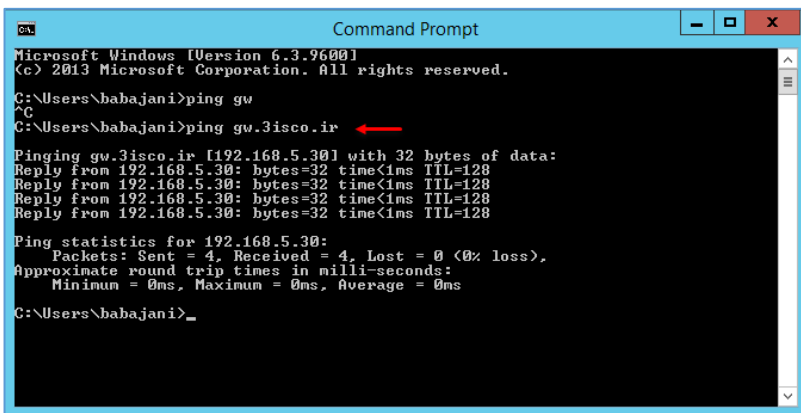 Command Prompt
Microsoft Windows [Version 6.3.9600]
(c) 2013 Microsoft Corporation. All rights reserved.
C:\Users\babajani>ping gw
^C
C:\Users\babajani>ping gw.3isco.ir
Pinging gw.3isco.ir [192.168.5.30] with 32 bytes of data:
Reply from 192.168.5.30: bytes=32 time<1ms TTL=128
Reply from 192.168.5.30: bytes=32 time<1ms TTL=128
Reply from 192.168.5.30: bytes=32 time<1ms TTL=128
Reply from 192.168.5.30: bytes=32 time<1ms TTL=128
Ping statistics for 192.168.5.30:
    Packets: Sent = 4, Received = 4, Lost = 0 (0% loss),
Approximate round trip times in milli-seconds:
    Minimum = 0ms, Maximum = 0ms, Average = 0ms
C:\Users\babajani>_